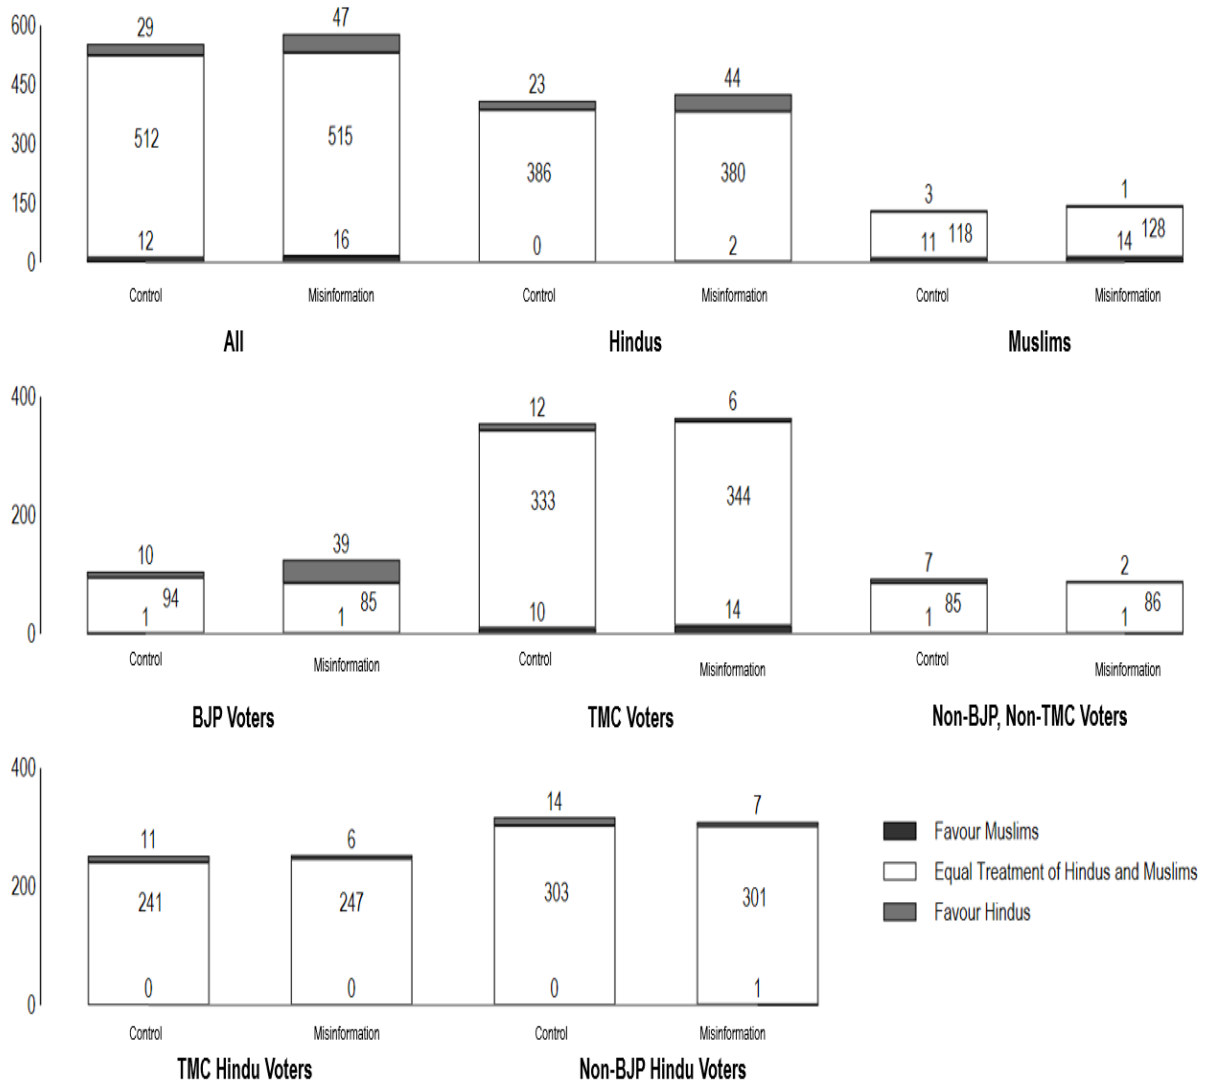 600
450
300
150
0
29
47
23
44
3
1
512
515
386
380
118
128
12
16
0
2
11
14
Control
Misinformation
Control
Misinformation
Control
Misinformation
All
Hindus
Muslims
400
200
0
10
39
12
6
7
2
94
85
333
344
85
86
1
1
10
14
1
1
Control
Misinformation
Control
Misinformation
Control
Misinformation
BJP Voters
TMC Voters
Non-BJP, Non-TMC Voters
400
200
0
11
6
14
7
241
247
303
301
0
0
0
1
Control
Misinformation
Control
Misinformation
TMC Hindu Voters
Non-BJP Hindu Voters
Favour Muslims
Equal Treatment of Hindus and Muslims
Favour Hindus